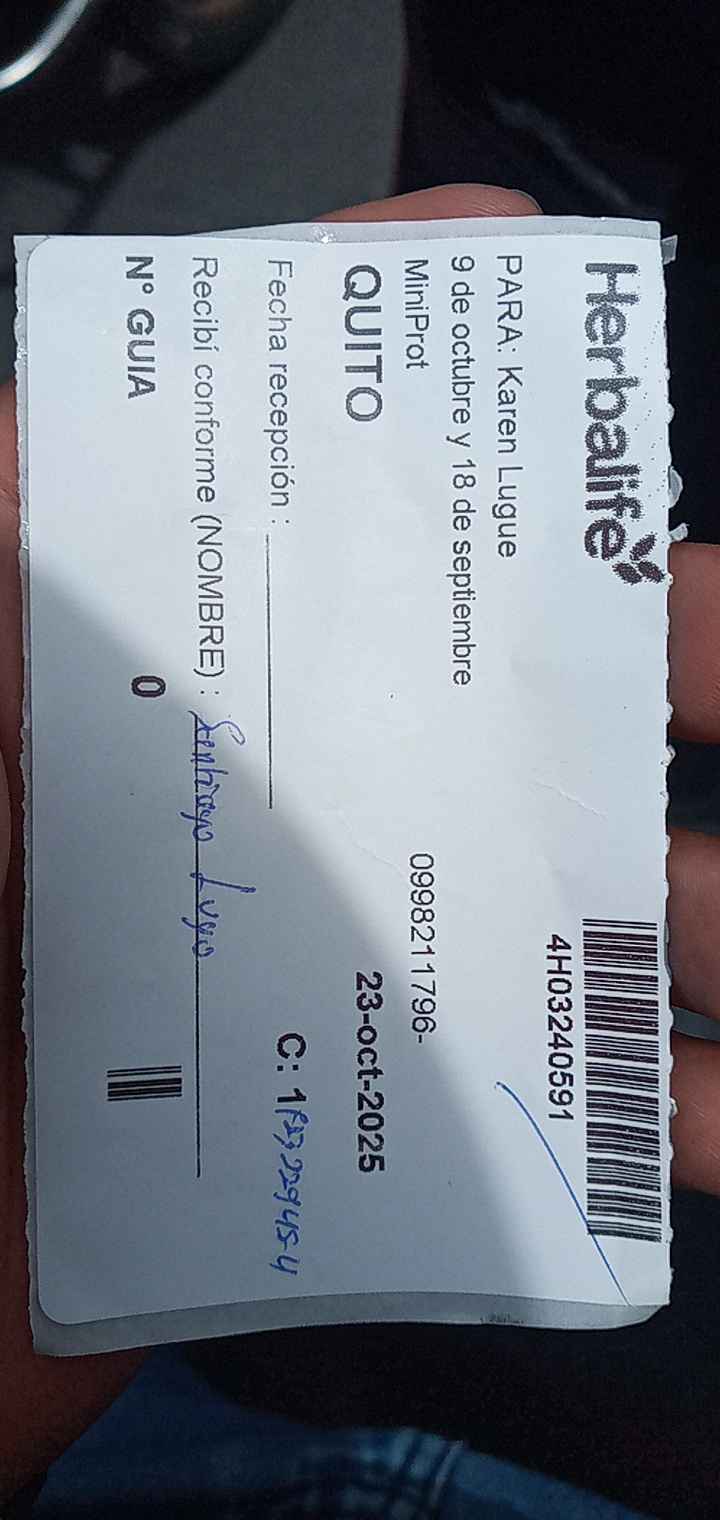 Herbalife
4H03240591
PARA: Karen Lugue
9 de octubre y 18 de septiembre
MiniProt 0998211796-
QUITO 23-oct-2025
Fecha recepción :
C: 1
Recibí conforme (NOMBRE) : Santiago Lugo
N° GUIA 0